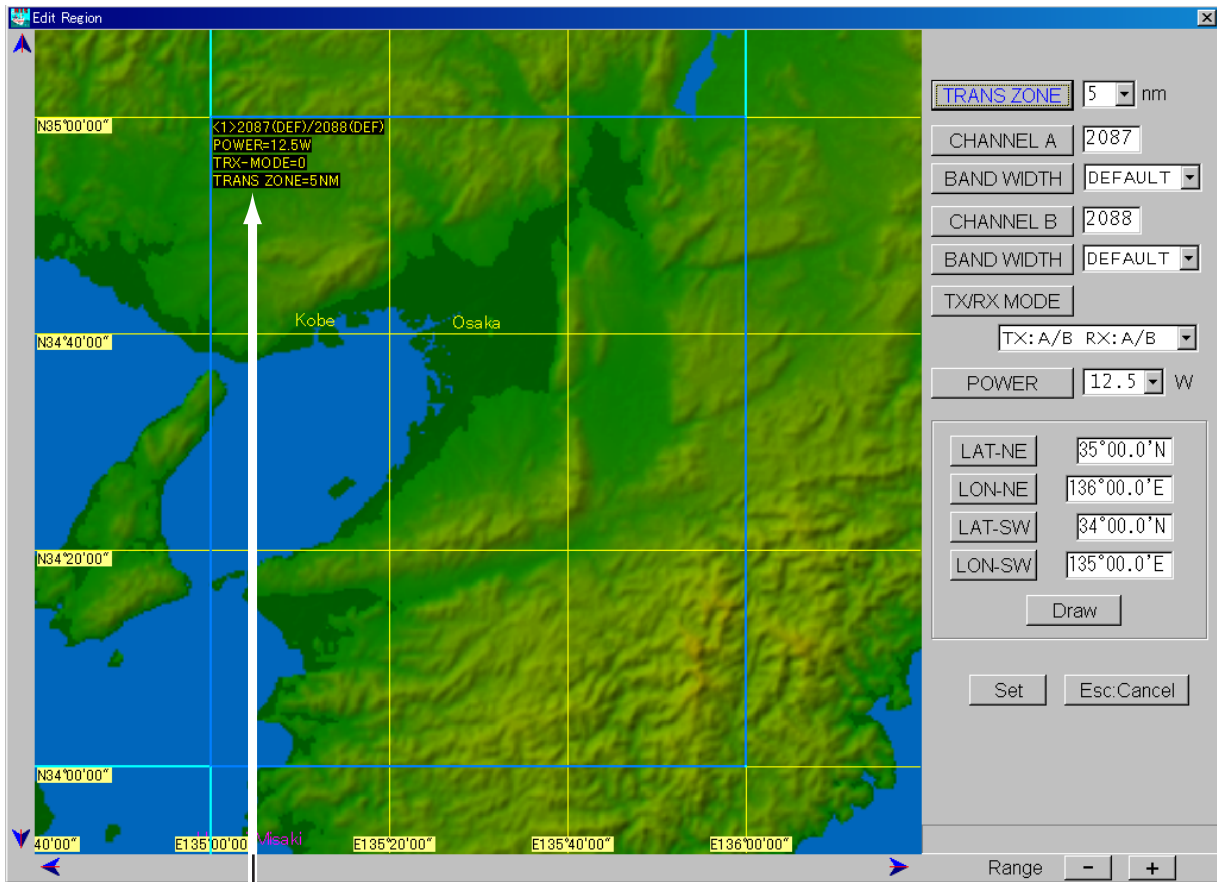 Edit Region
N35°00'00"
<1>2087(DEF)/2088(DEF)
POWER=12.5W
TRX-MODE=0
TRANS ZONE=5NM
Kobe
Osaka
N34°40'00"
N34°20'00"
N34°00'00"
Misaki
40'00"
E135°00'00"
E135°20'00"
E135°40'00"
E136°00'00"
TRANS ZONE 5 nm
CHANNEL A 2087
BAND WIDTH DEFAULT
CHANNEL B 2088
BAND WIDTH DEFAULT
TX/RX MODE
TX:A/B RX:A/B
POWER 12.5 W
LAT-NE 35°00.0'N
LON-NE 136°00.0'E
LAT-SW 34°00.0'N
LON-SW 135°00.0'E
Draw
Set Esc:Cancel
Range - +